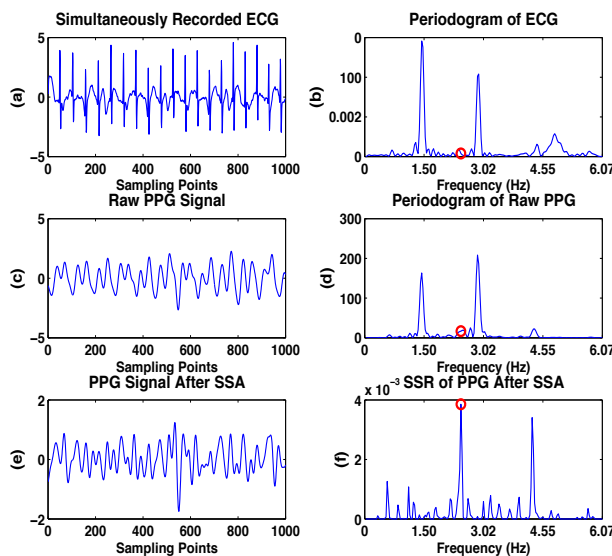 Simultaneously Recorded ECG
5
0
−5
(a)
0 200 400 600 800 1000
Sampling Points
Periodogram of ECG
0
100
0.002
(b)
0 1.50 3.02 4.55 6.07
Frequency (Hz)
Raw PPG Signal
5
0
−5
(c)
0 200 400 600 800 1000
Sampling Points
Periodogram of Raw PPG
300
200
100
0
(d)
0 1.50 3.02 4.55 6.07
Frequency (Hz)
PPG Signal After SSA
2
0
−2
(e)
0 200 400 600 800 1000
Sampling Points
SSR of PPG After SSA
x 10⁻³
4
2
0
(f)
0 1.50 3.02 4.55 6.07
Frequency (Hz)